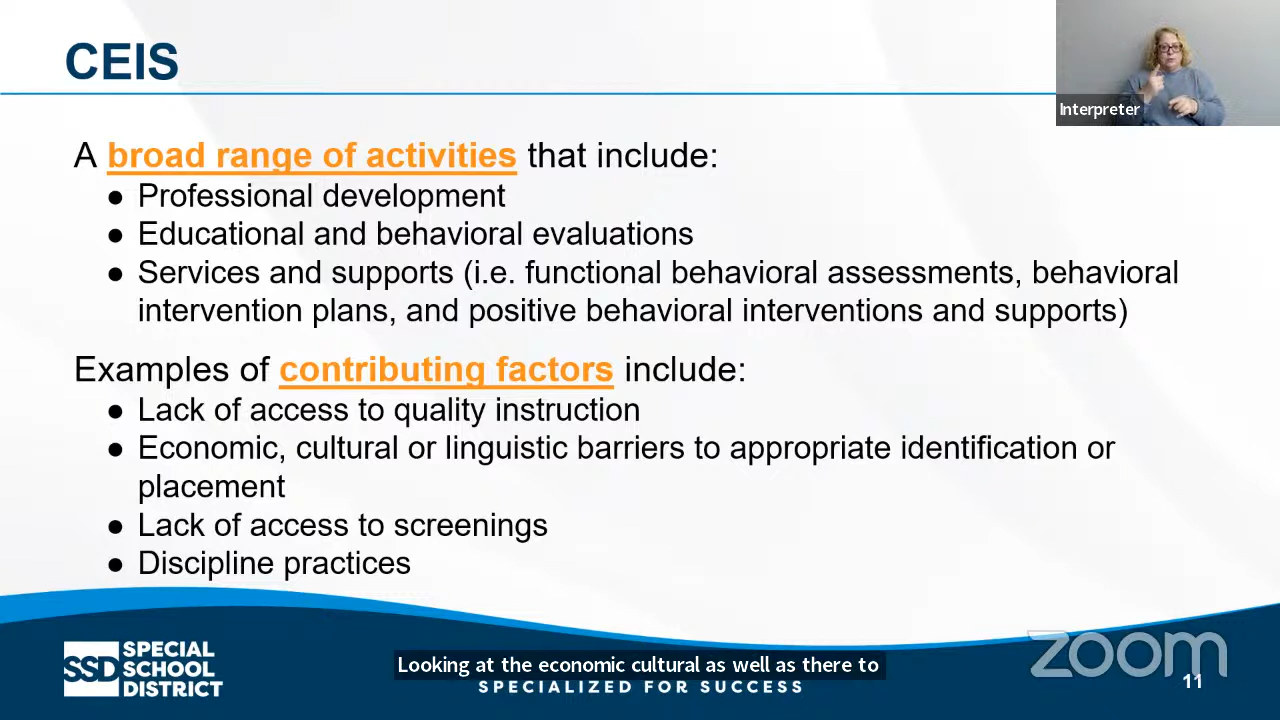 CEIS
Interpreter
A broad range of activities that include:
● Professional development
● Educational and behavioral evaluations
● Services and supports (i.e. functional behavioral assessments, behavioral
intervention plans, and positive behavioral interventions and supports)
Examples of contributing factors include:
● Lack of access to quality instruction
● Economic, cultural or linguistic barriers to appropriate identification or
placement
● Lack of access to screenings
● Discipline practices
SSD
SPECIAL
SCHOOL
DISTRICT
Looking at the economic cultural as well as there to
SPECIALIZED FOR SUCCESS
zoom
11